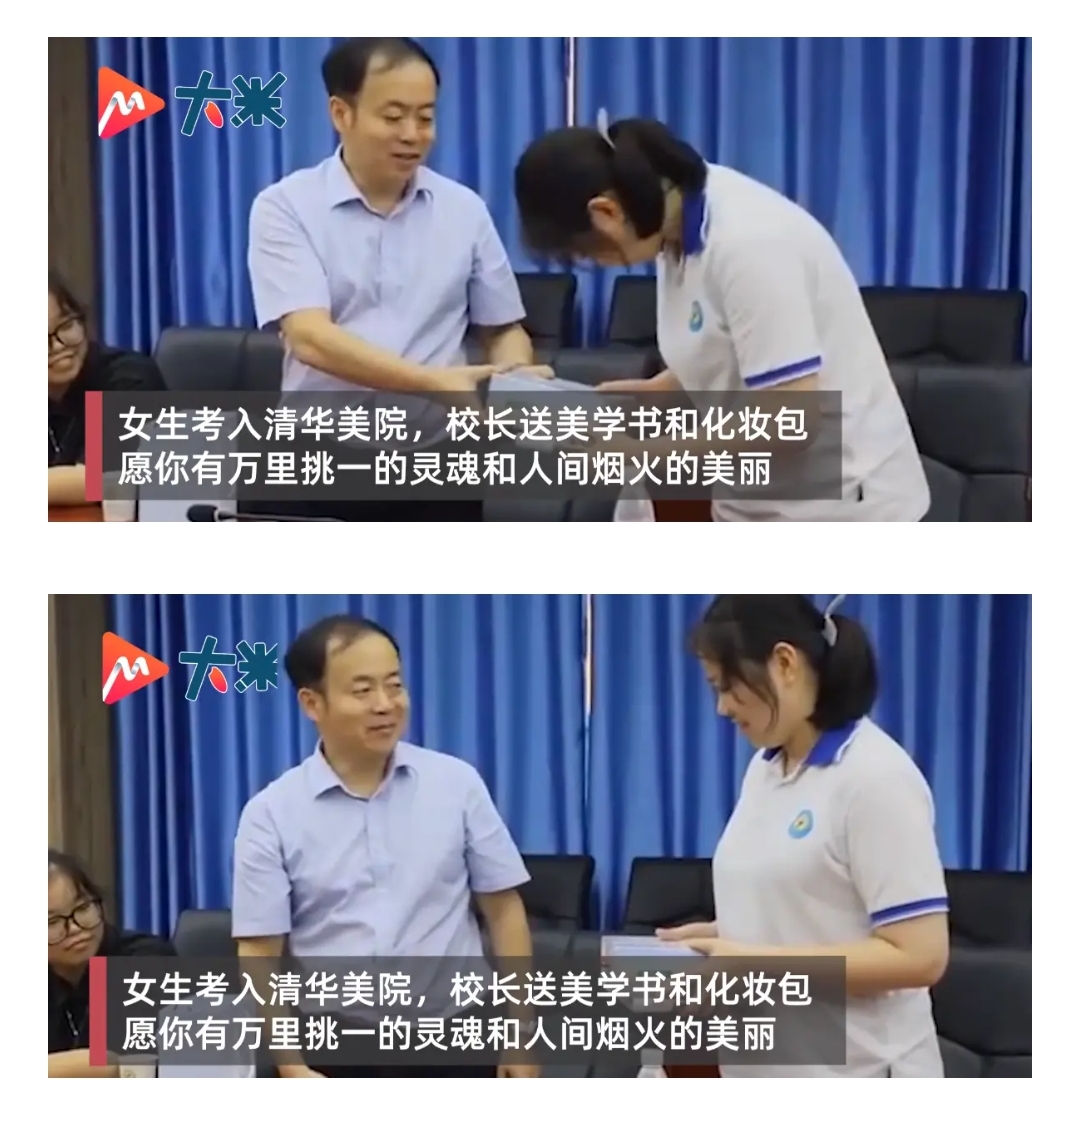 大米
女生考入清华美院，校长送美学书和化妆包
愿你有万里挑一的灵魂和人间烟火的美丽
大米
女生考入清华美院，校长送美学书和化妆包
愿你有万里挑一的灵魂和人间烟火的美丽